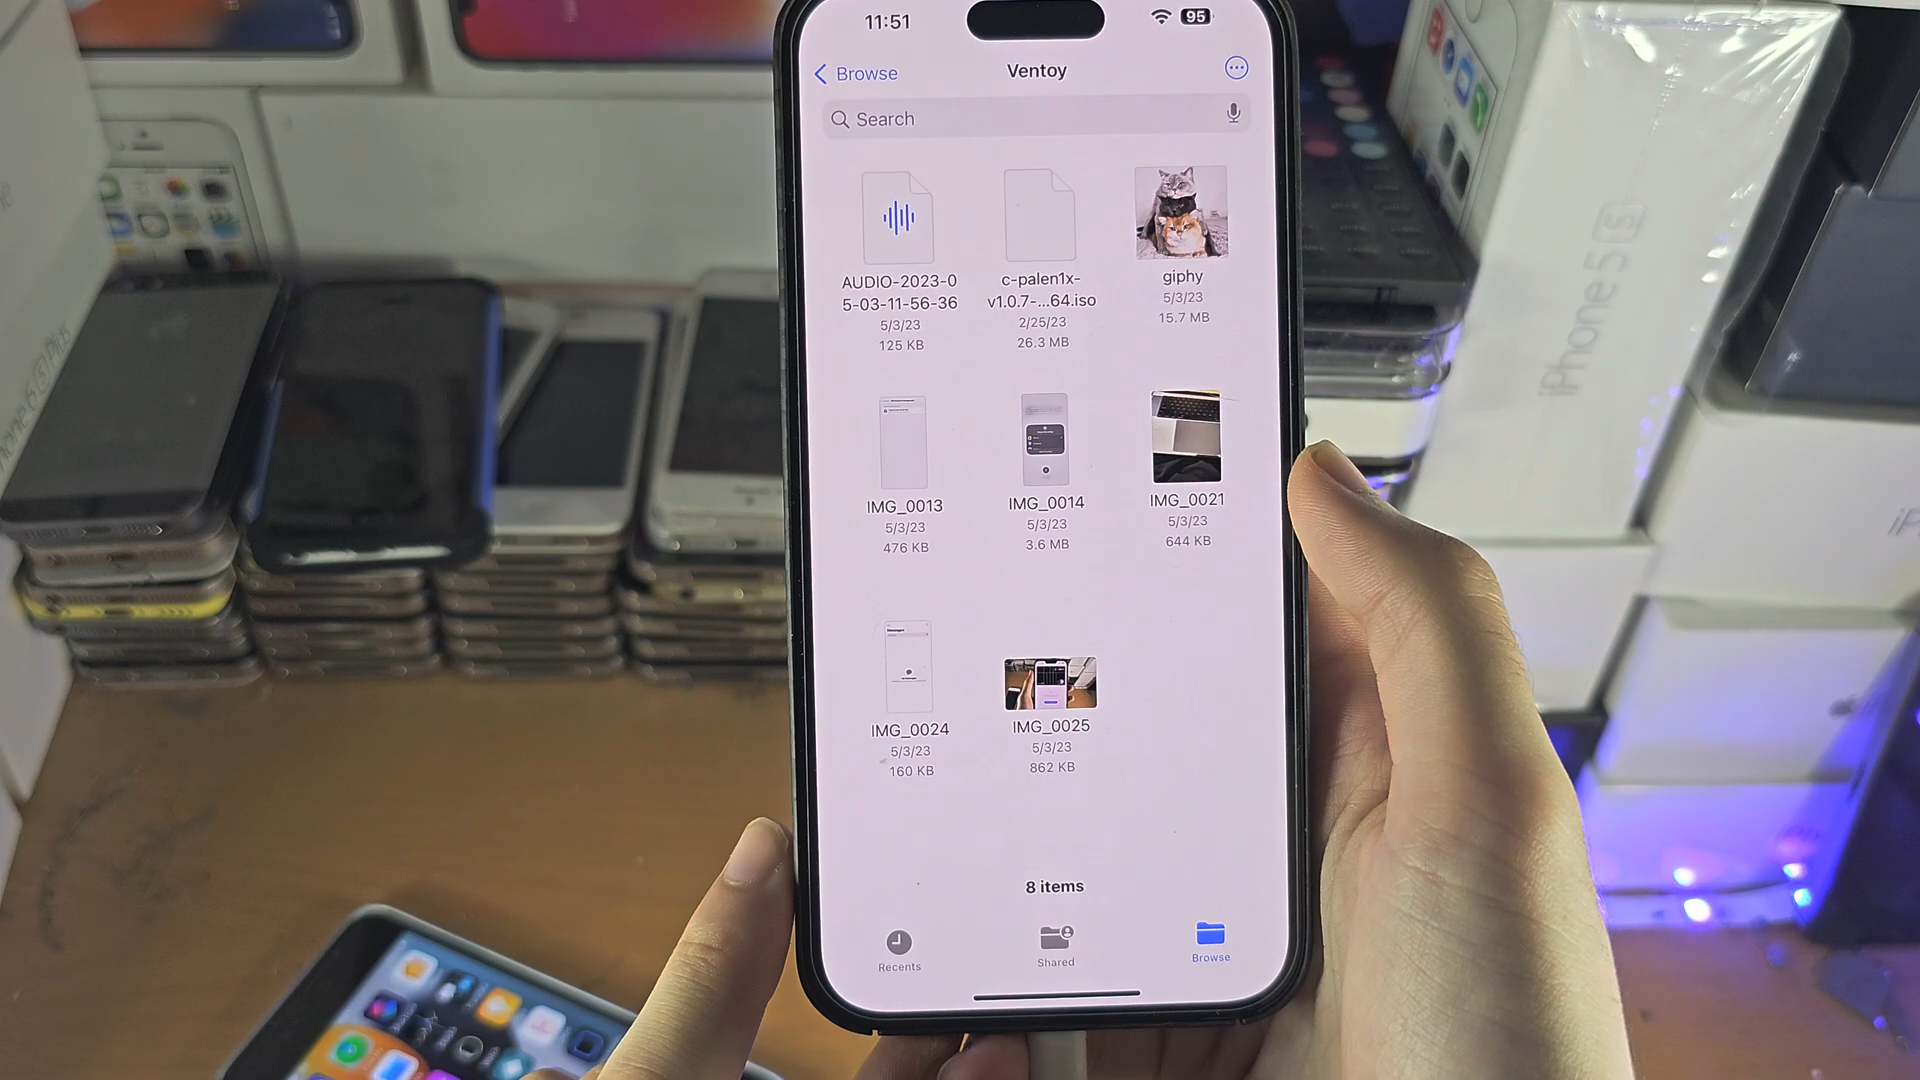 11:51
95
Browse
Ventoy
Search
AUDIO-2023-0
5-03-11-56-36
5/3/23
125 KB
c-palen1x-
v1.0.7-...64.iso
2/25/23
26.3 MB
giphy
5/3/23
15.7 MB
IMG_0013
5/3/23
476 KB
IMG_0014
5/3/23
3.6 MB
IMG_0021
5/3/23
644 KB
IMG_0024
5/3/23
160 KB
IMG_0025
5/3/23
862 KB
8 items
Recents
Shared
Browse
iPhone 5 S